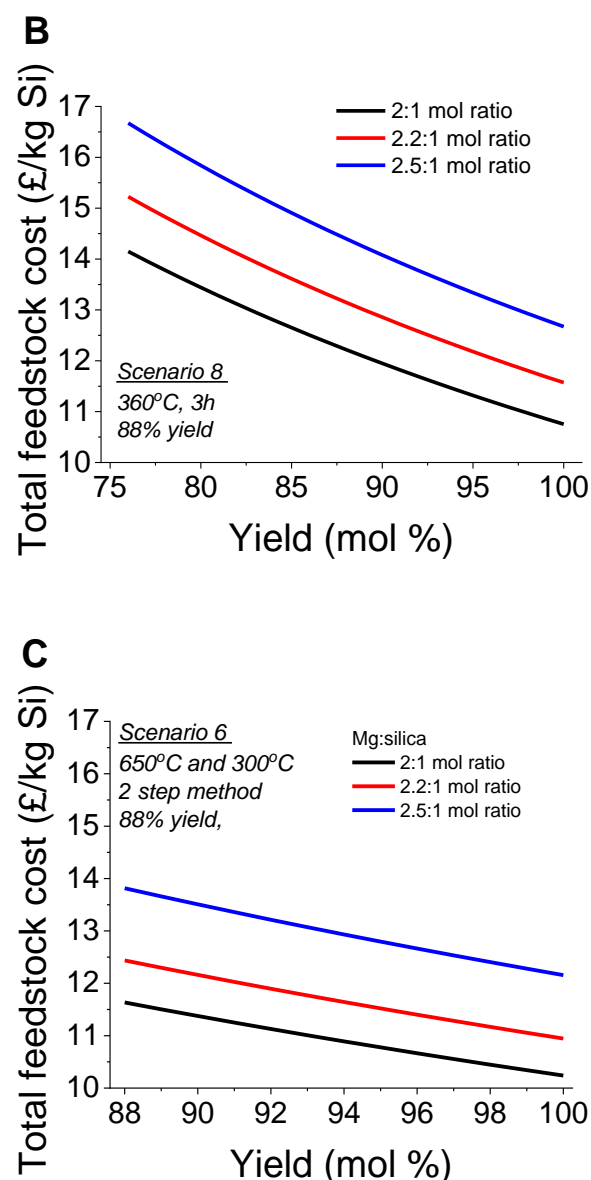 B
Total feedstock cost (£/kg Si)
17
16
15
14
13
12
11
10
2:1 mol ratio
2.2:1 mol ratio
2.5:1 mol ratio
Scenario 8
360°C, 3h
88% yield
75 80 85 90 95 100
Yield (mol %)
C
Total feedstock cost (£/kg Si)
17
16
15
14
13
12
11
10
Scenario 6
650°C and 300°C
2 step method
88% yield,
Mg:silica
2:1 mol ratio
2.2:1 mol ratio
2.5:1 mol ratio
88 90 92 94 96 98 100
Yield (mol %)